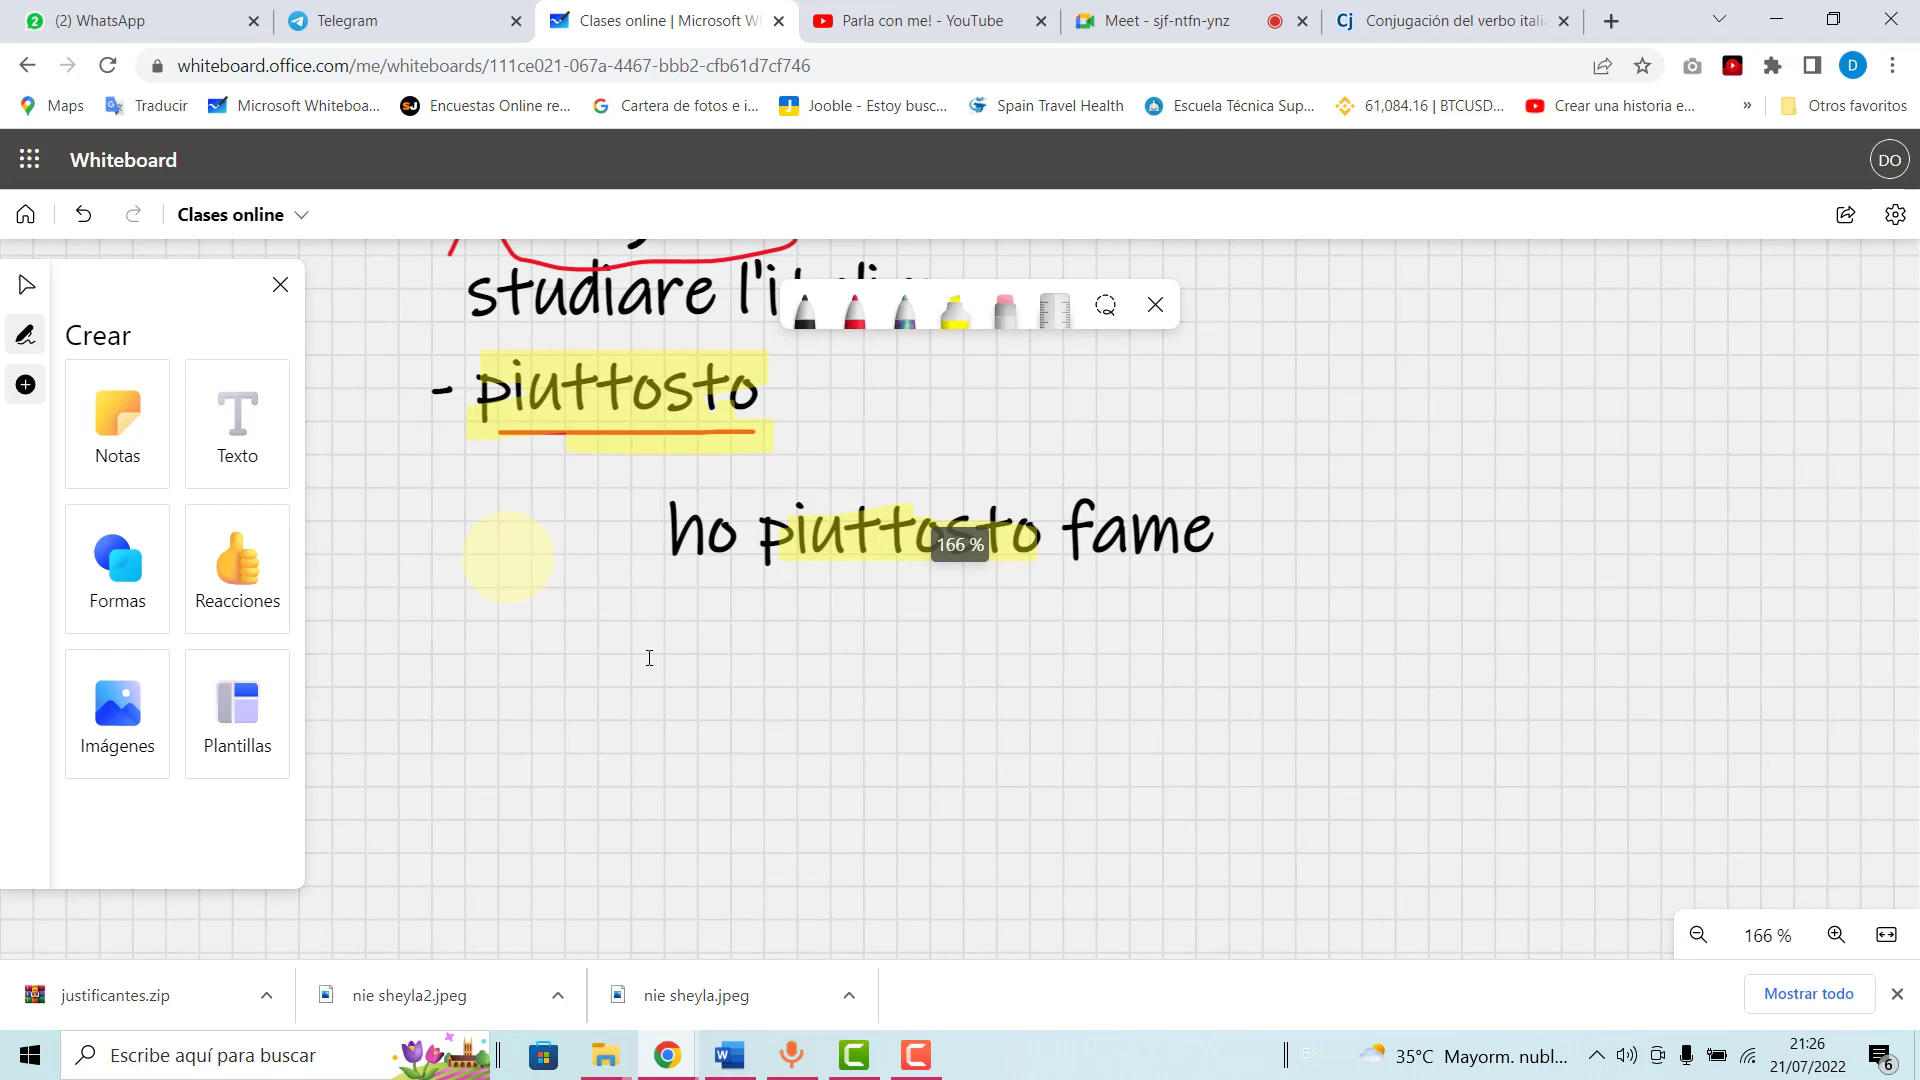 (2) WhatsApp
Telegram
Clases online | Microsoft W
Parla con me! - YouTube
Meet - sjf-ntfn-ynz
Cj Conjugación del verbo itali
whiteboard.office.com/me/whiteboards/111ce021-067a-4467-bbb2-cfb61d7cf746
D
Maps
Traducir
Microsoft Whiteboa...
Encuestas Online re...
Cartera de fotos e i...
Jooble - Estoy busc...
Spain Travel Health
Escuela Técnica Sup...
61,084.16 | BTCUSD...
Crear una historia e...
»
Otros favoritos
Whiteboard
DO
Clases online
studiare l'i
- piuttosto
ho piuttosto fame
166 %
Crear
Notas
Texto
Formas
Reacciones
Imágenes
Plantillas
166 %
justificantes.zip
nie sheyla2.jpeg
nie sheyla.jpeg
Mostrar todo
Escribe aquí para buscar
35°C Mayorm. nubl...
21:26
21/07/2022
6